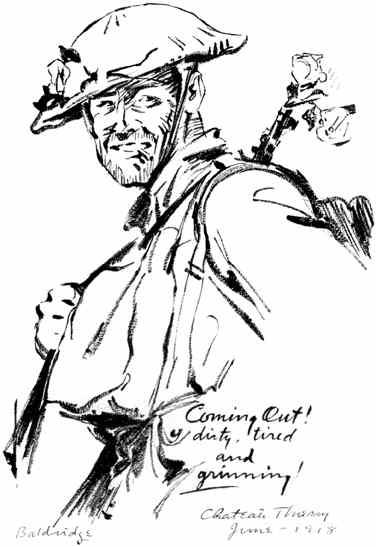 Coming Out!
dirty, tired
and
grinning!
Chateau Thierry
June - 1918
Baldridge